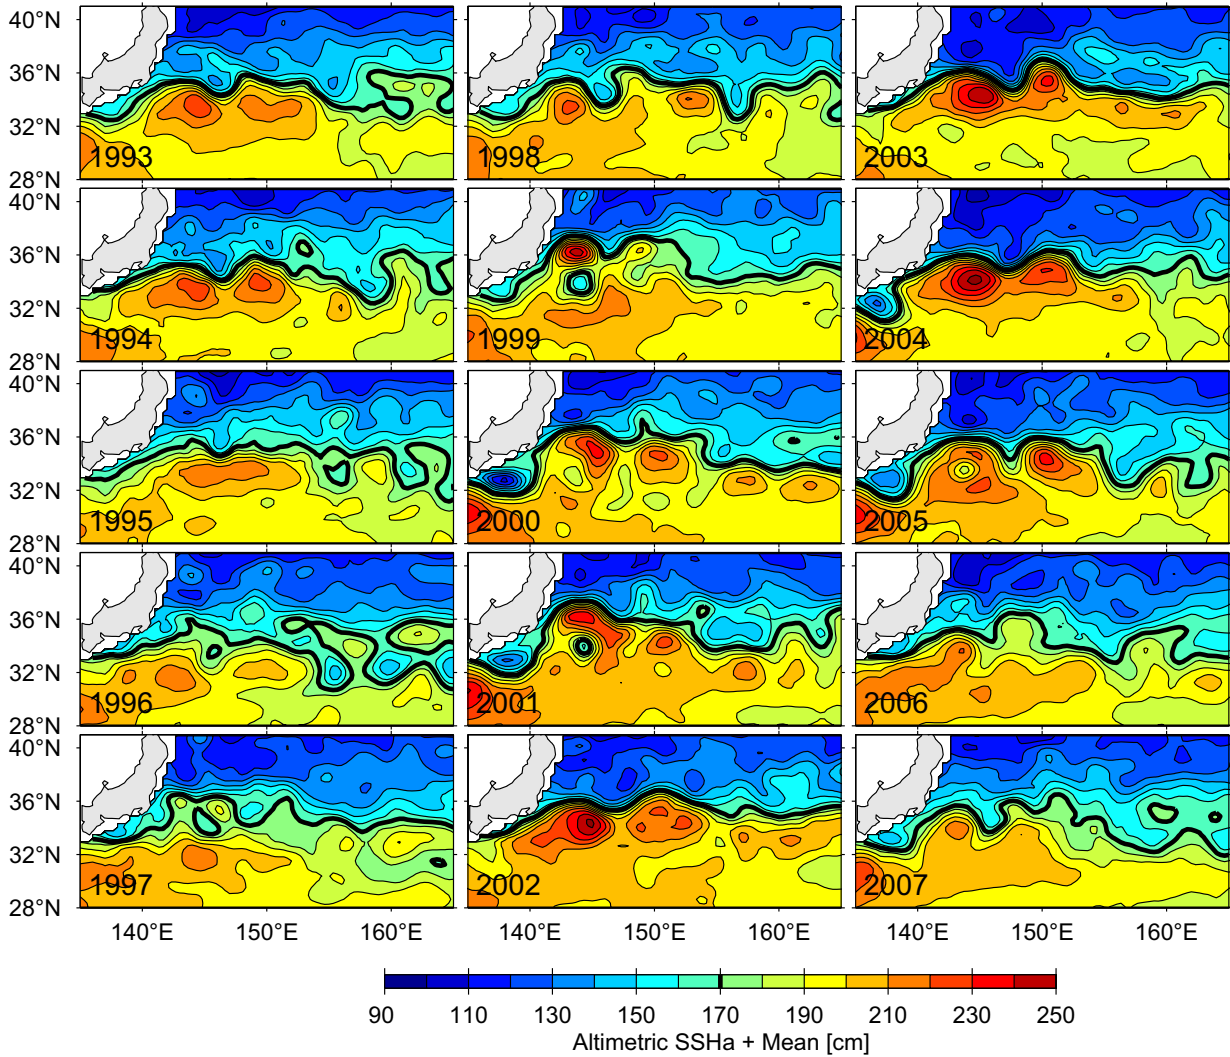 40°N
36°N
32°N
28°N
1993
1998
2003
40°N
36°N
32°N
28°N
1994
1999
2004
40°N
36°N
32°N
28°N
1995
2000
2005
40°N
36°N
32°N
28°N
1996
2001
2006
40°N
36°N
32°N
28°N
1997
2002
2007
140°E 150°E 160°E 140°E 150°E 160°E 140°E 150°E 160°E
90 110 130 150 170 190 210 230 250
Altimetric SSHa + Mean [cm]